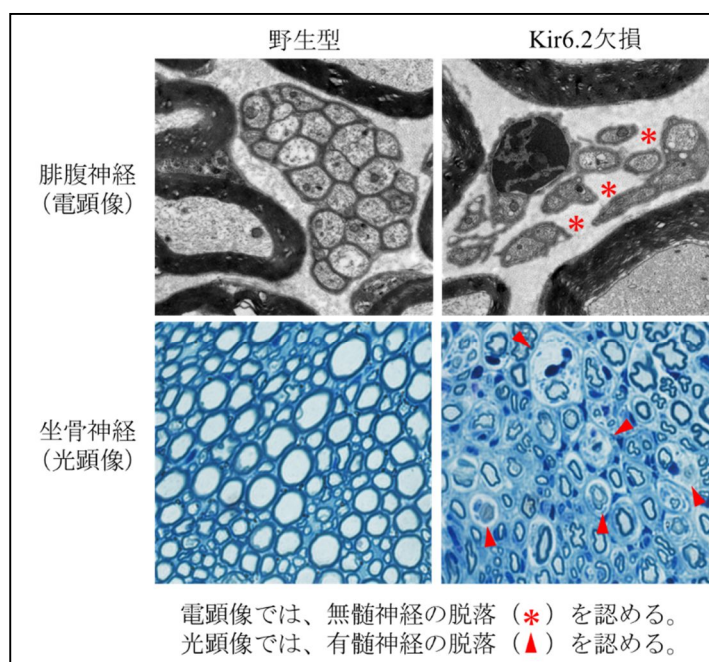 野生型 Kir6.2欠損
腓腹神経
（電顕像）
坐骨神経
（光顕像）
電顕像では、無髄神経の脱落（*）を認める。
光顕像では、有髄神経の脱落（▲）を認める。